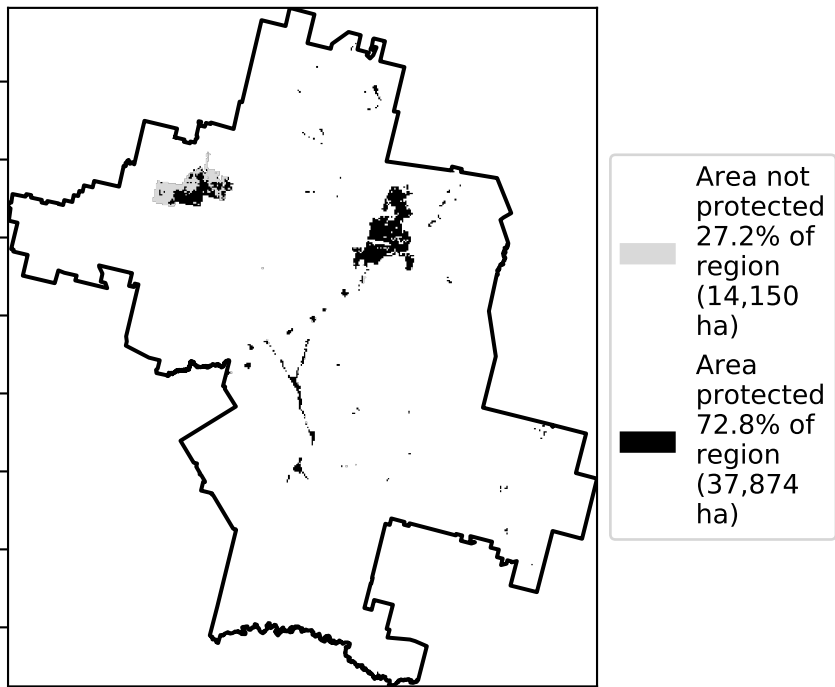 Area not
protected
27.2% of
region
(14,150
ha)
Area
protected
72.8% of
region
(37,874
ha)